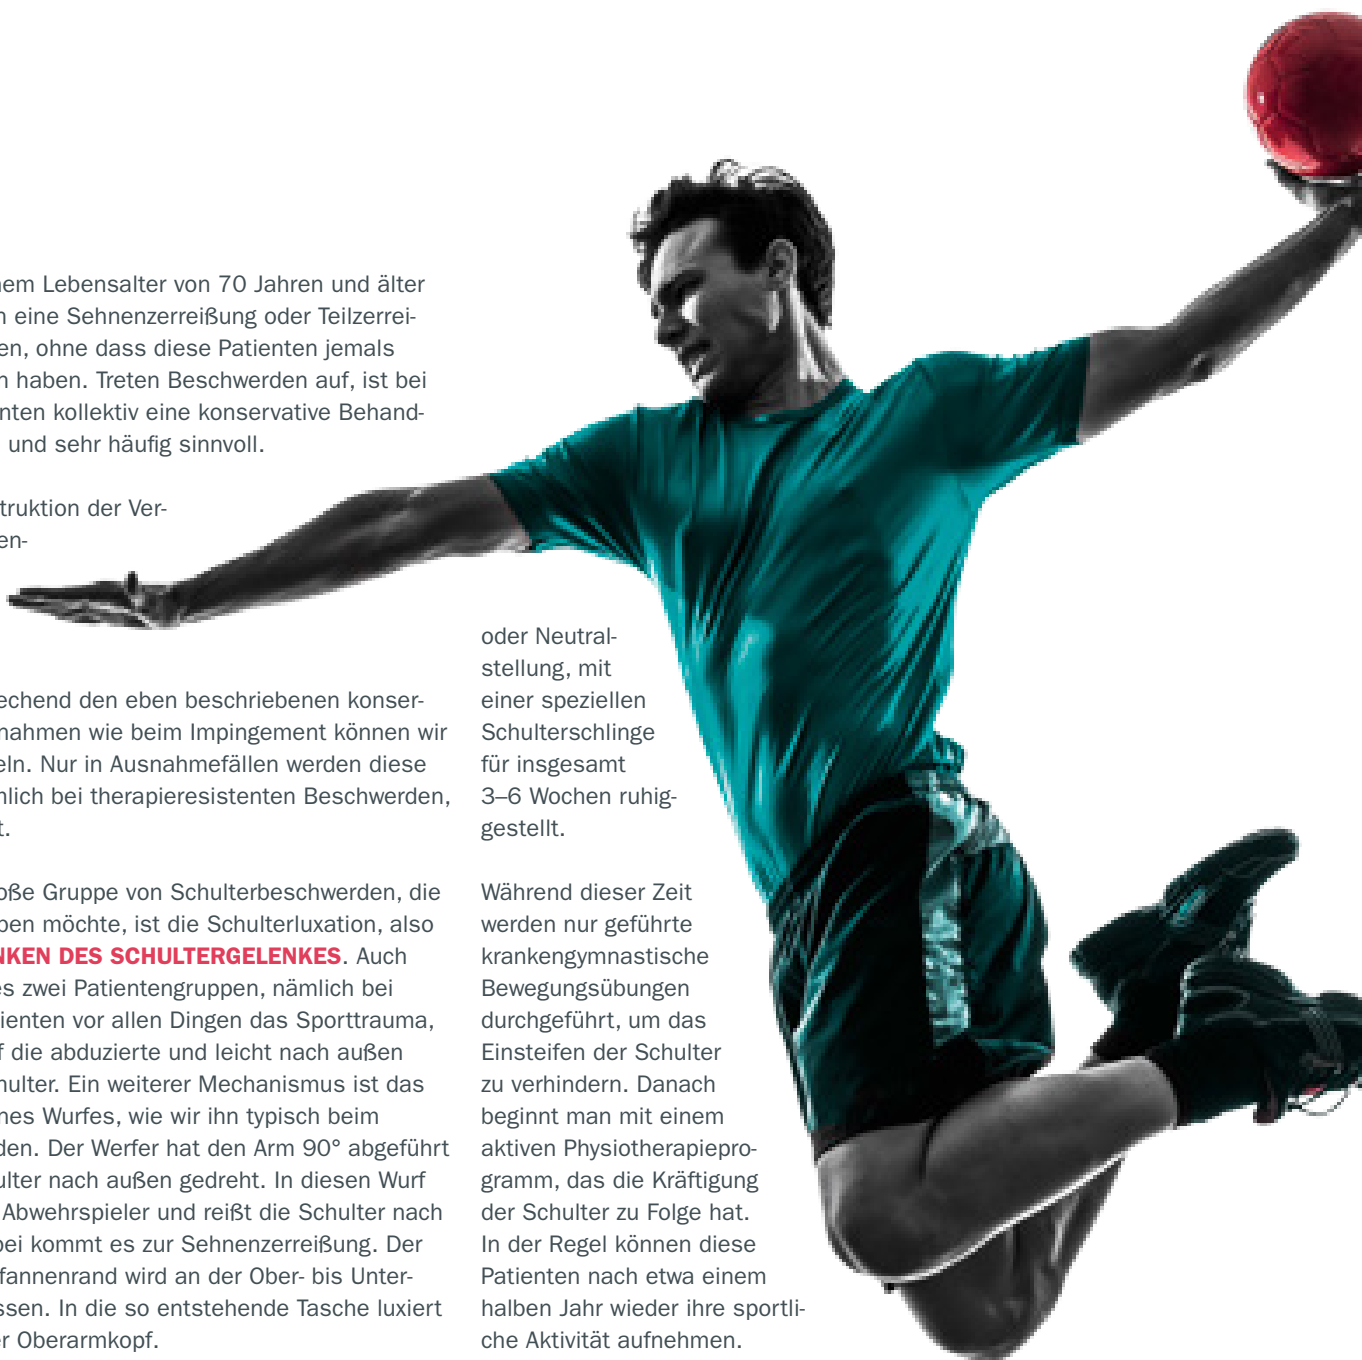 em Lebensalter von 70 Jahren und älter
eine Sehnenzerreißung oder Teilzerrei-
en, ohne dass diese Patienten jemals
haben. Treten Beschwerden auf, ist bei
nten kollektiv eine konservative Behand-
und sehr häufig sinnvoll.
truktion der Ver-
en-
echend den eben beschriebenen konser-
nahmen wie beim Impingement können wir
eln. Nur in Ausnahmefällen werden diese
nlich bei therapieresistenten Beschwerden,
t.
oße Gruppe von Schulterbeschwerden, die
ben möchte, ist die Schulterluxation, also
NKEN DES SCHULTERGELENKES. Auch
es zwei Patientengruppen, nämlich bei
ienten vor allen Dingen das Sporttrauma,
f die abduzierte und leicht nach außen
hulter. Ein weiterer Mechanismus ist das
nes Wurfes, wie wir ihn typisch beim
den. Der Werfer hat den Arm 90° abgeführt
ulter nach außen gedreht. In diesen Wurf
Abwehrspieler und reißt die Schulter nach
bei kommt es zur Sehnenzerreißung. Der
fannenrand wird an der Ober- bis Unter-
ssen. In die so entstehende Tasche luxiert
er Oberarmkopf.
oder Neutral-
stellung, mit
einer speziellen
Schulterschlinge
für insgesamt
3–6 Wochen ruhig-
gestellt.
Während dieser Zeit
werden nur geführte
krankengymnastische
Bewegungsübungen
durchgeführt, um das
Einsteifen der Schulter
zu verhindern. Danach
beginnt man mit einem
aktiven Physiotherapiepro-
gramm, das die Kräftigung
der Schulter zu Folge hat.
In der Regel können diese
Patienten nach etwa einem
halben Jahr wieder ihre sportli-
che Aktivität aufnehmen.